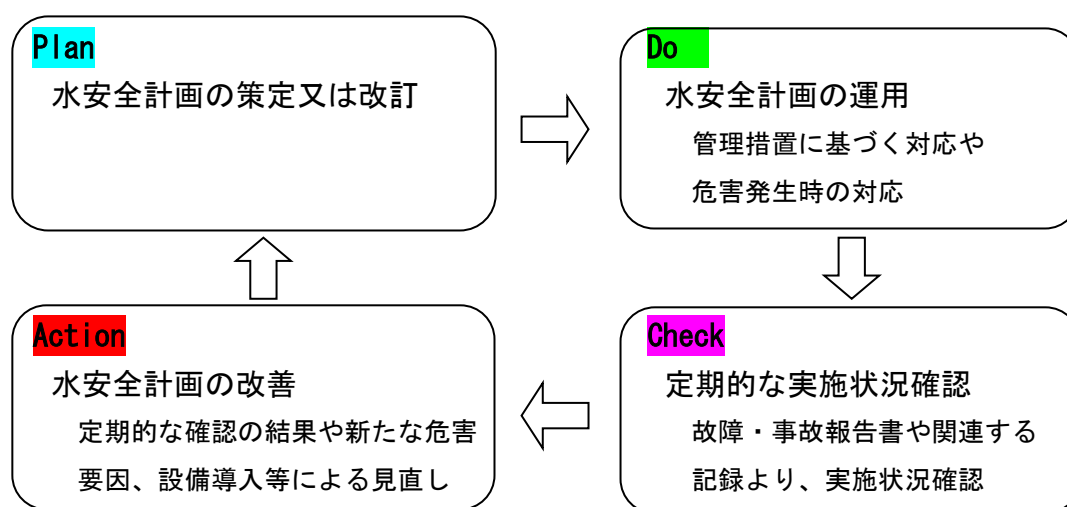 Plan
水安全計画の策定又は改訂
Do
水安全計画の運用
管理措置に基づく対応や
危害発生時の対応
Action
水安全計画の改善
定期的な確認の結果や新たな危害
要因、設備導入等による見直し
Check
定期的な実施状況確認
故障・事故報告書や関連する
記録より、実施状況確認